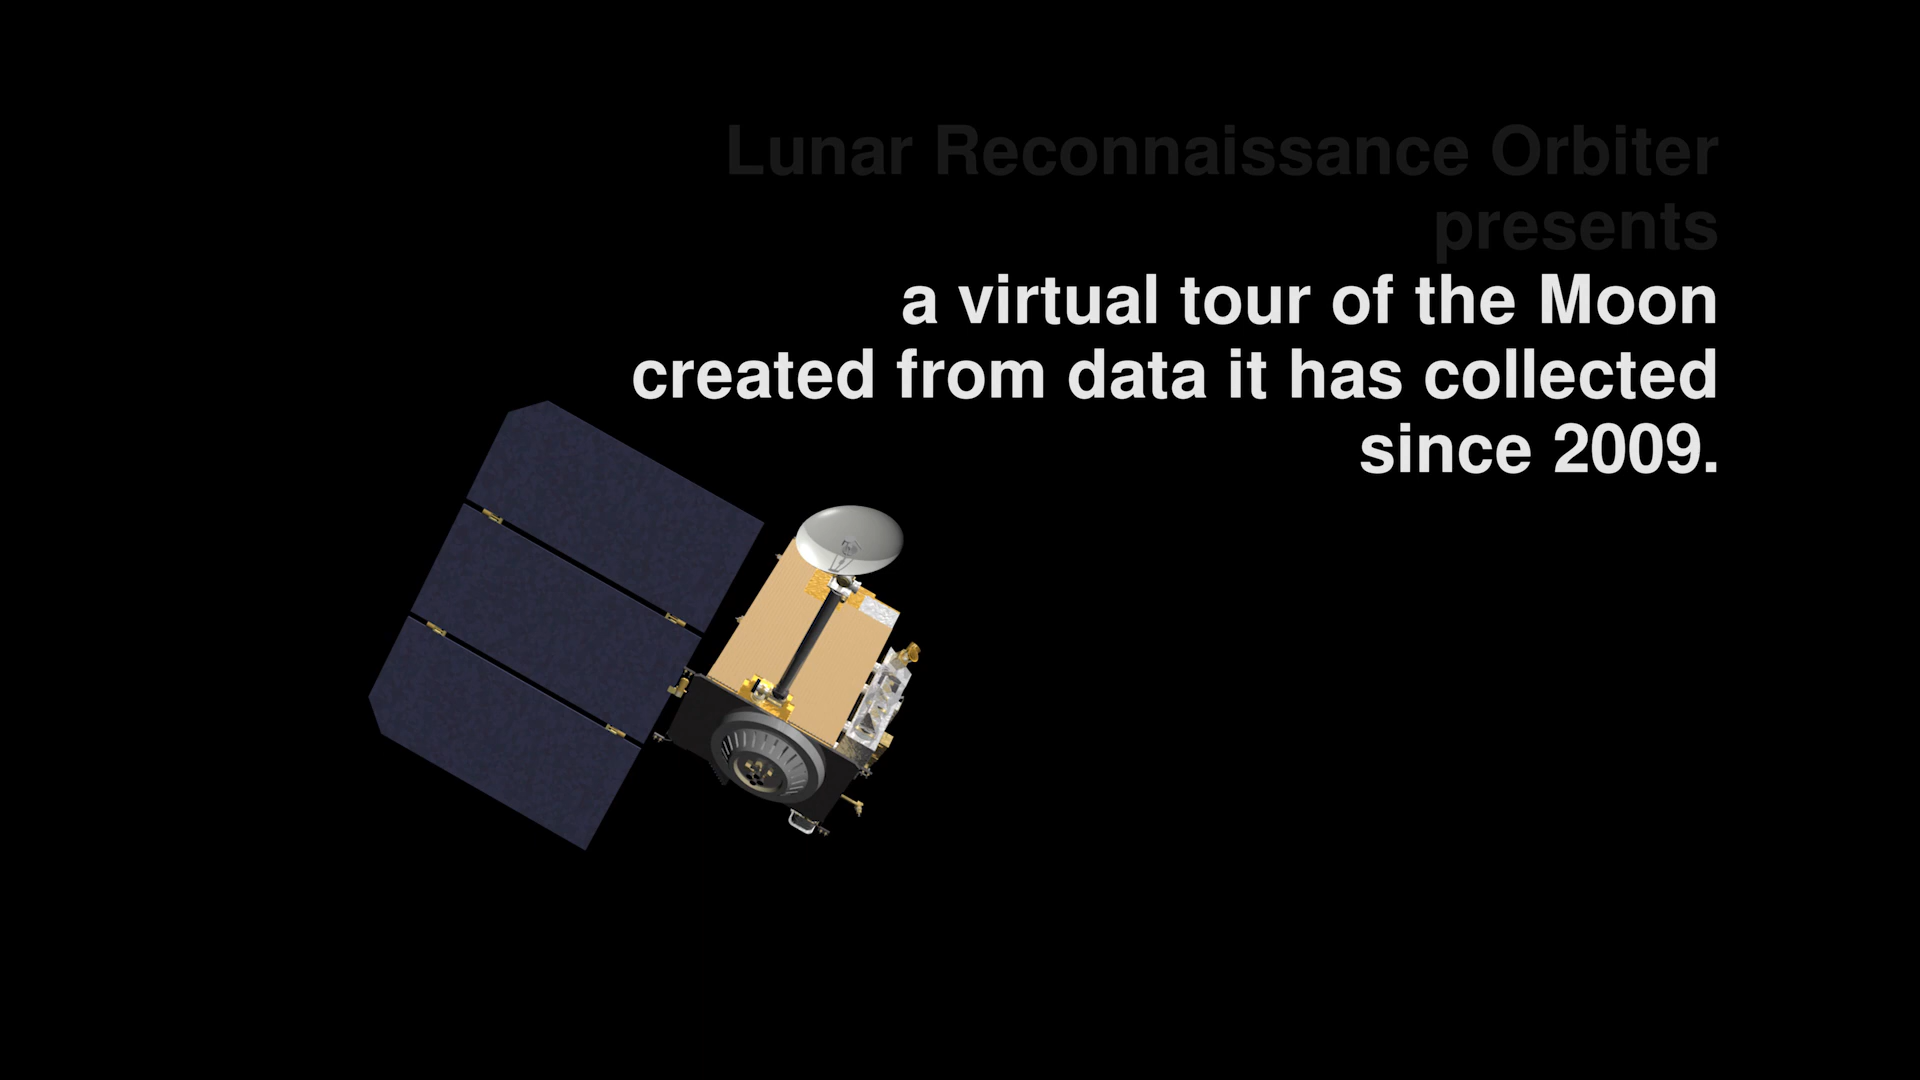 Lunar Reconnaissance Orbiter
presents
a virtual tour of the Moon
created from data it has collected
since 2009.